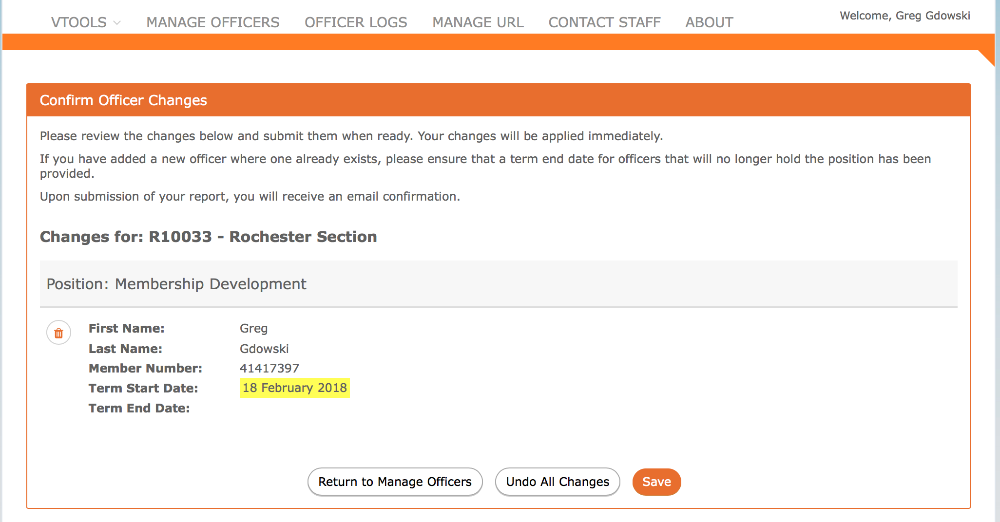 VTOOLS MANAGE OFFICERS OFFICER LOGS MANAGE URL CONTACT STAFF ABOUT Welcome, Greg Gdowski
Confirm Officer Changes
Please review the changes below and submit them when ready. Your changes will be applied immediately.
If you have added a new officer where one already exists, please ensure that a term end date for officers that will no longer hold the position has been
provided.
Upon submission of your report, you will receive an email confirmation.
Changes for: R10033 - Rochester Section
Position: Membership Development
First Name: Greg
Last Name: Gdowski
Member Number: 41417397
Term Start Date: 18 February 2018
Term End Date:
Return to Manage Officers Undo All Changes Save